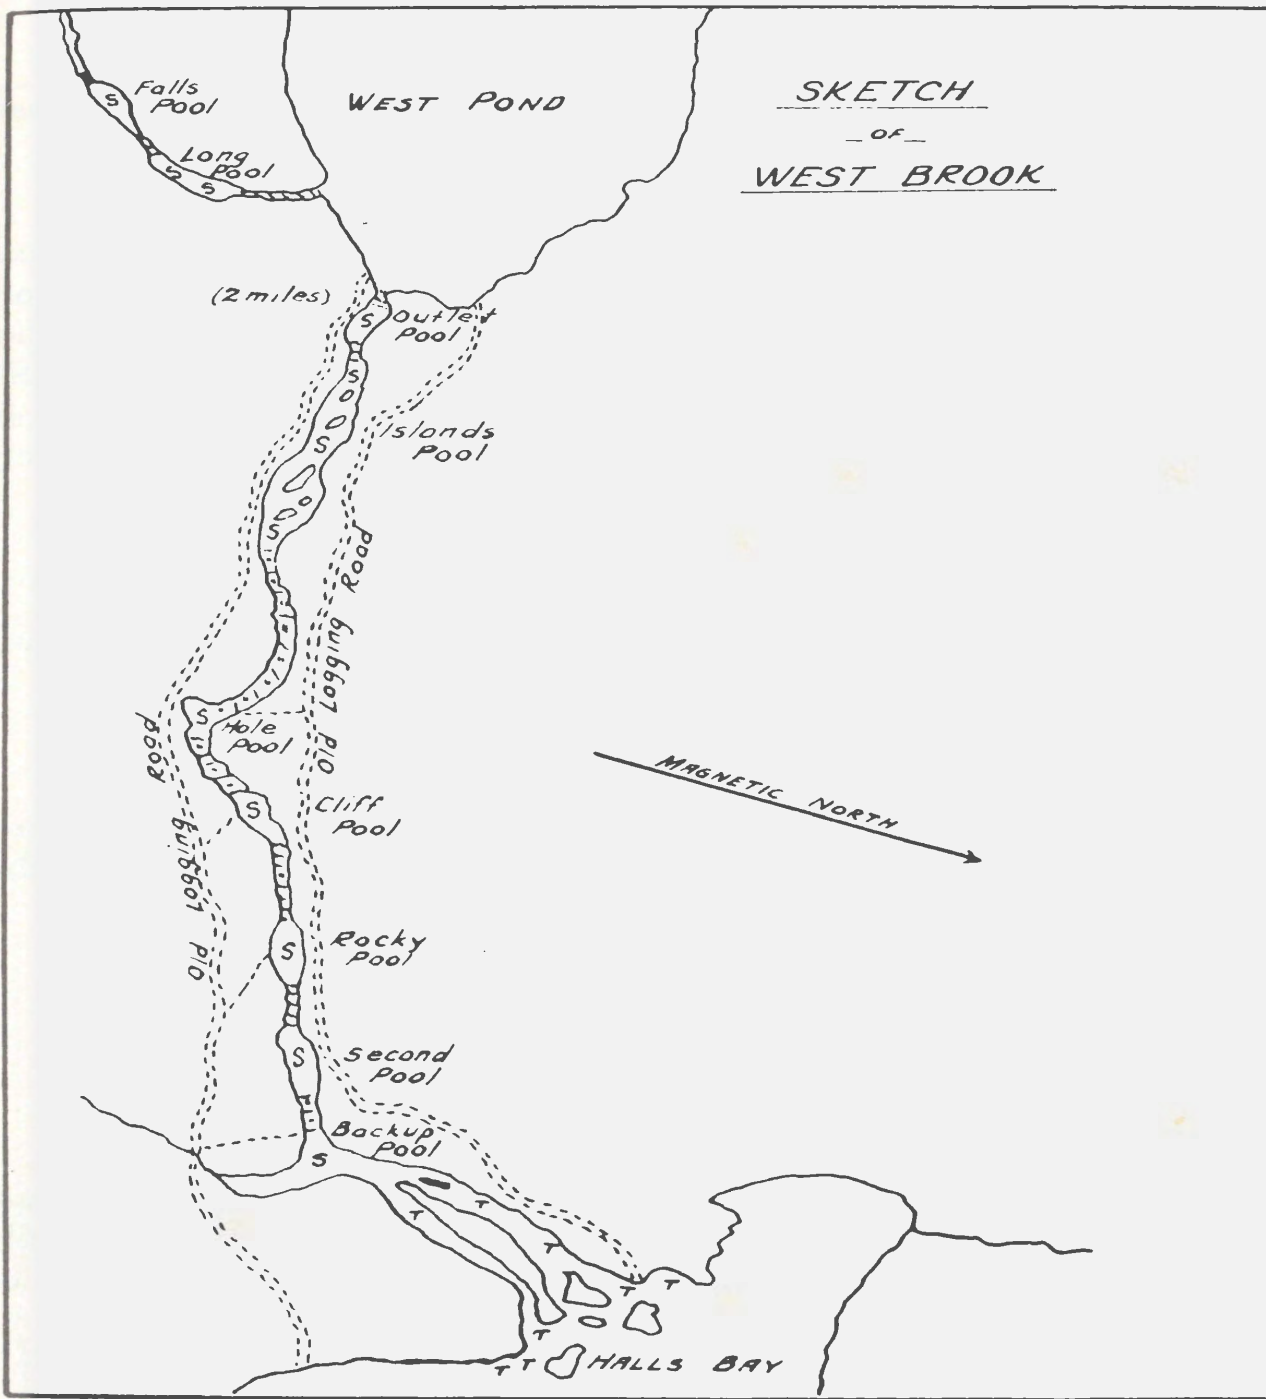 SKETCH
OF
WEST BROOK
WEST POND
Falls
Pool
S
Long
Pool
S S
(2 miles)
S
Outlet
Pool
S
Islands
Pool
S
S
Old Logging Road
S
Hole
Pool
Old Logging Road
S
Cliff
Pool
MAGNETIC NORTH
S
Rocky
Pool
S
Second
Pool
Backup
Pool
S
T
T
T
T
T
T
T T
HALLS BAY